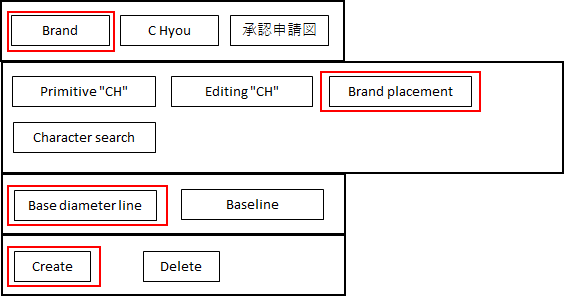 Brand C Hyou 承認申請図
Primitive "CH" Editing "CH" Brand placement
Character search
Base diameter line Baseline
Create Delete